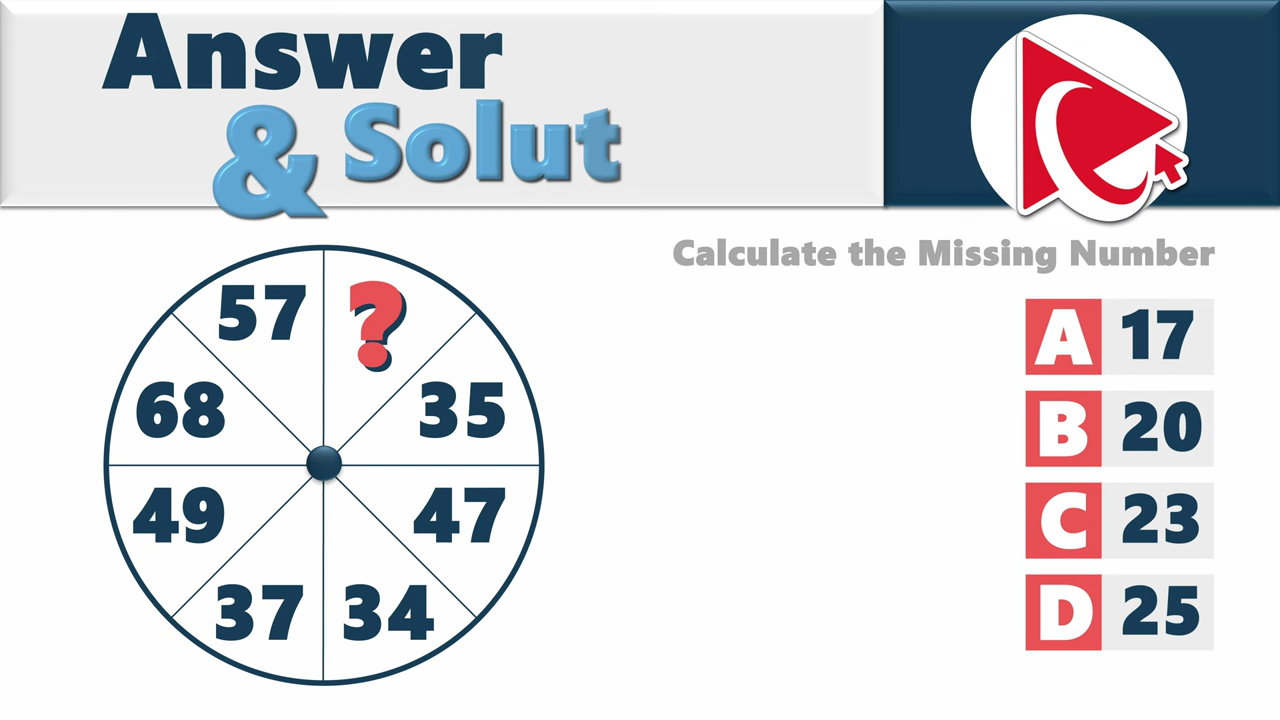 Answer
& Solut
Calculate the Missing Number
57 ?
68 35
49 47
37 34
A 17
B 20
C 23
D 25